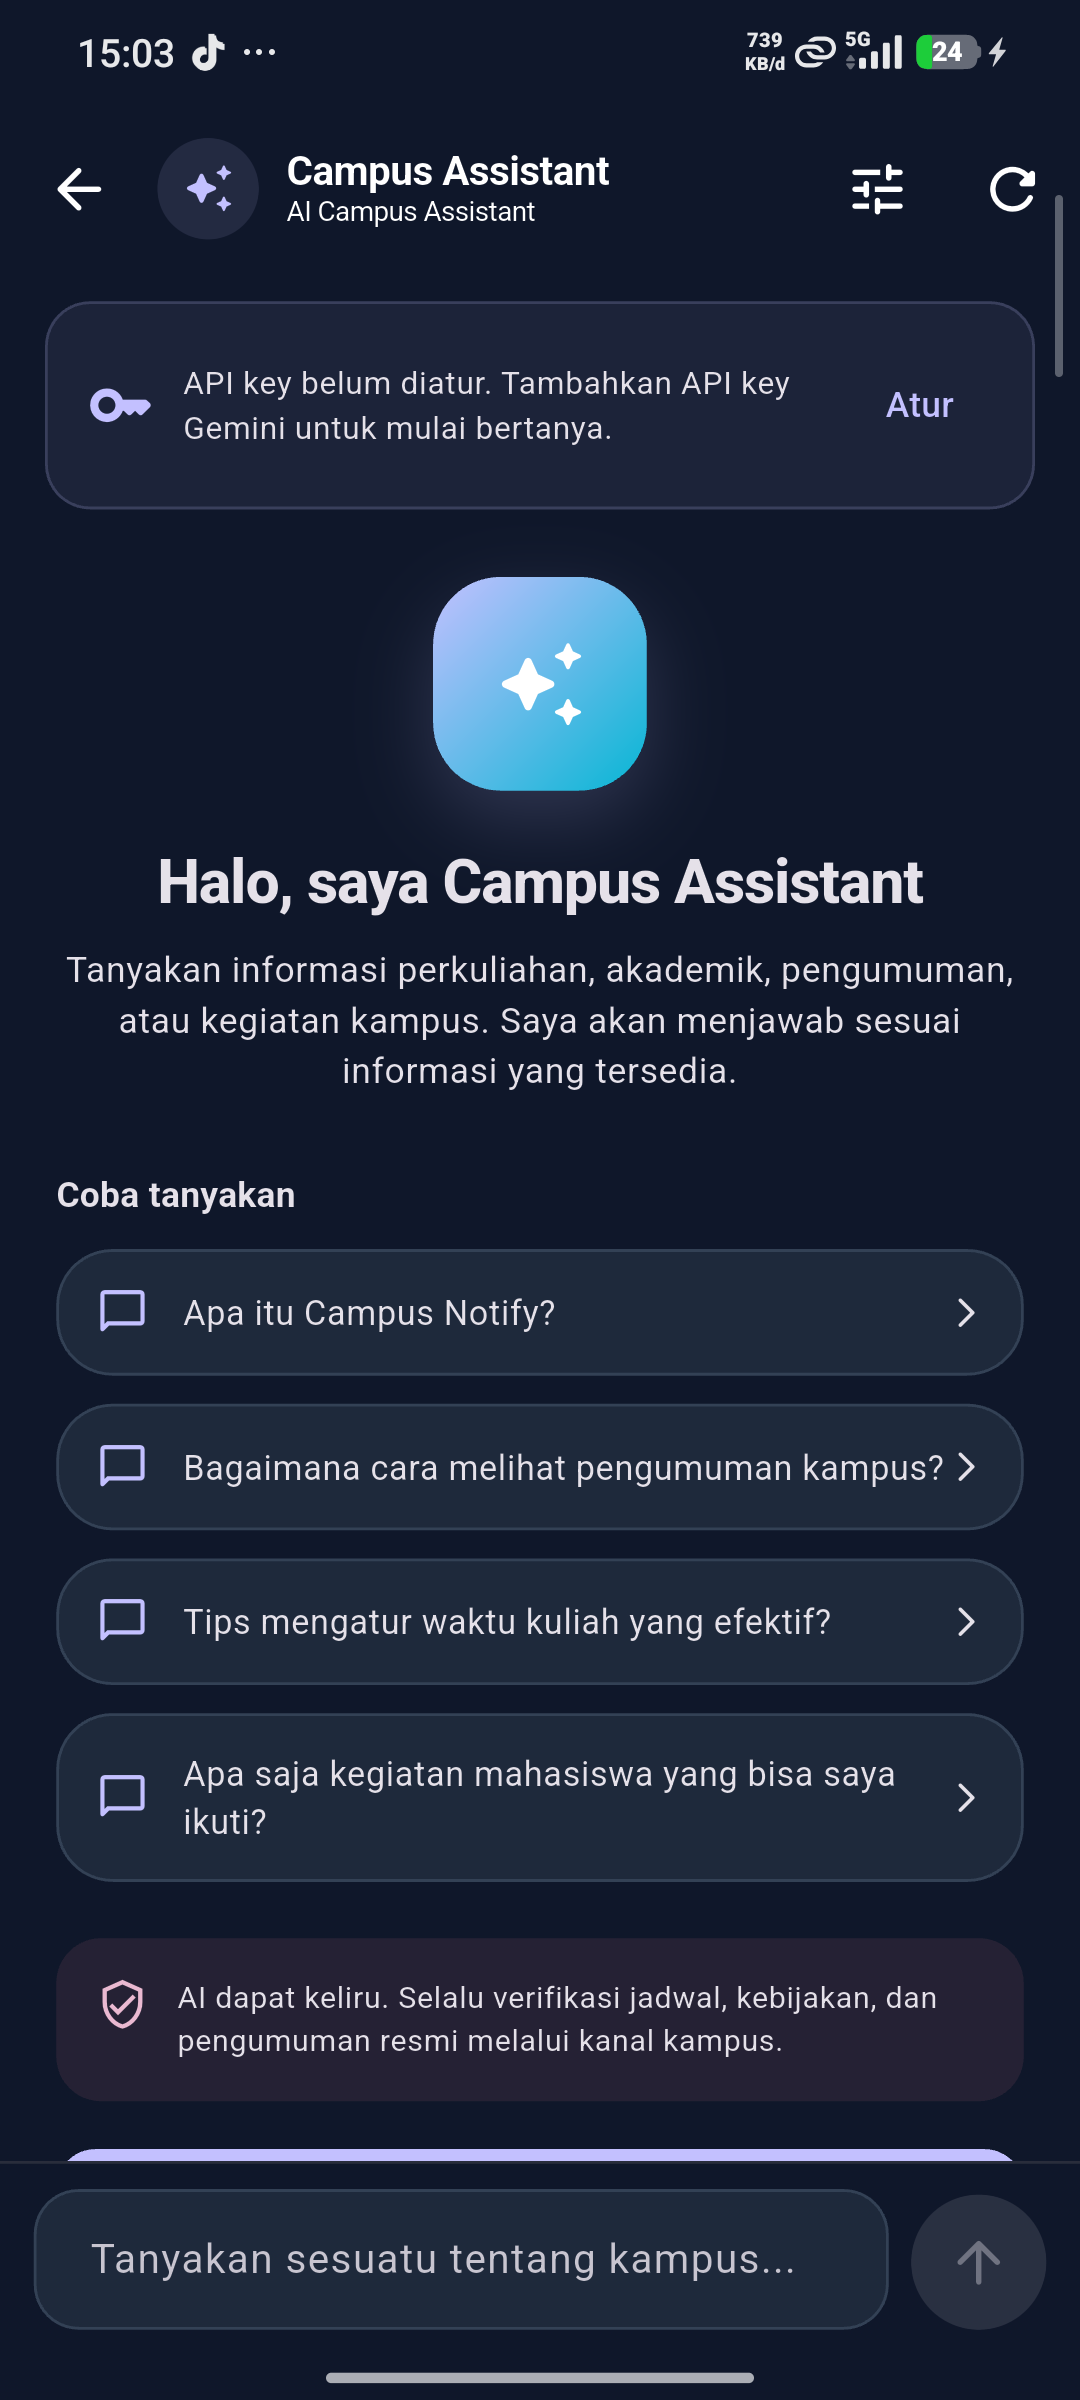 15:03
739
KB/d
5G
24
Campus Assistant
AI Campus Assistant
API key belum diatur. Tambahkan API key
Gemini untuk mulai bertanya.
Atur
Halo, saya Campus Assistant
Tanyakan informasi perkuliahan, akademik, pengumuman,
atau kegiatan kampus. Saya akan menjawab sesuai
informasi yang tersedia.
Coba tanyakan
Apa itu Campus Notify?
Bagaimana cara melihat pengumuman kampus?
Tips mengatur waktu kuliah yang efektif?
Apa saja kegiatan mahasiswa yang bisa saya
ikuti?
AI dapat keliru. Selalu verifikasi jadwal, kebijakan, dan
pengumuman resmi melalui kanal kampus.
Tanyakan sesuatu tentang kampus...